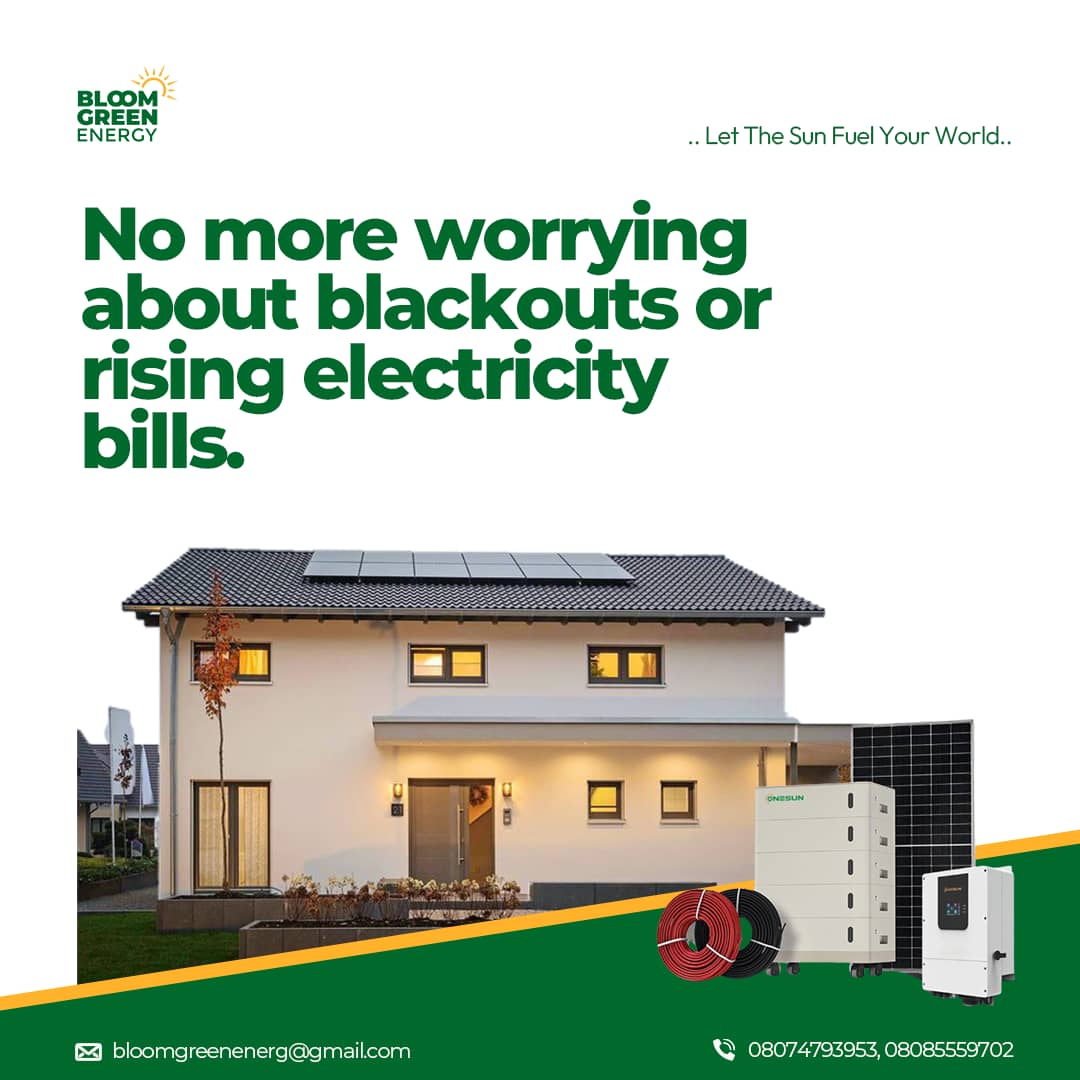 BLOOM
GREEN
ENERGY
.. Let The Sun Fuel Your World..
No more worrying
about blackouts or
rising electricity
bills.
21
ONESUN
bloomgreenenerg@gmail.com
08074793953, 08085559702